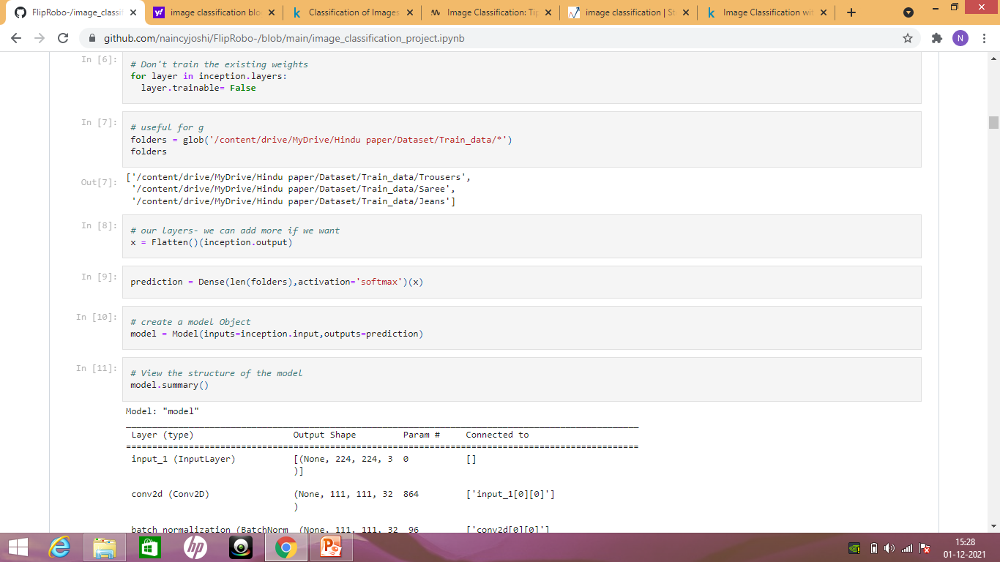 FlipRobo-/image_classif
image classification blo
Classification of Images
Image Classification: Tip
image classification | St
Image Classification wit
github.com/naincyjoshi/FlipRobo-/blob/main/image_classification_project.ipynb
N
In [6]:
# Don't train the existing weights
for layer in inception.layers:
  layer.trainable= False
In [7]:
# useful for g
folders = glob('/content/drive/MyDrive/Hindu paper/Dataset/Train_data/*')
folders
Out[7]:
['/content/drive/MyDrive/Hindu paper/Dataset/Train_data/Trousers',
 '/content/drive/MyDrive/Hindu paper/Dataset/Train_data/Saree',
 '/content/drive/MyDrive/Hindu paper/Dataset/Train_data/Jeans']
In [8]:
# our layers- we can add more if we want
x = Flatten()(inception.output)
In [9]:
prediction = Dense(len(folders),activation='softmax')(x)
In [10]:
# create a model Object
model = Model(inputs=inception.input,outputs=prediction)
In [11]:
# View the structure of the model
model.summary()
Model: "model"
Layer (type) Output Shape Param # Connected to
input_1 (InputLayer) [(None, 224, 224, 3 0 []
)]
conv2d (Conv2D) (None, 111, 111, 32 864 ['input_1[0][0]']
)
batch_normalization (BatchNorm (None, 111, 111, 32 96 ['conv2d[0][0]']
15:28
01-12-2021